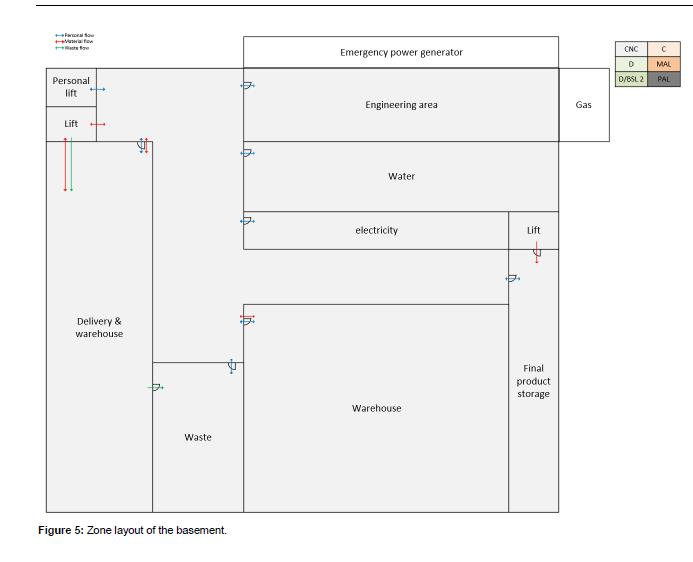 Personal flow
Material flow
Waste flow
Emergency power generator
CNC
C
D
MAL
D/BSL 2
PAL
Personal
lift
Engineering area
Gas
Lift
Water
electricity
Lift
Delivery &
warehouse
Final
product
storage
Warehouse
Waste
Figure 5: Zone layout of the basement.